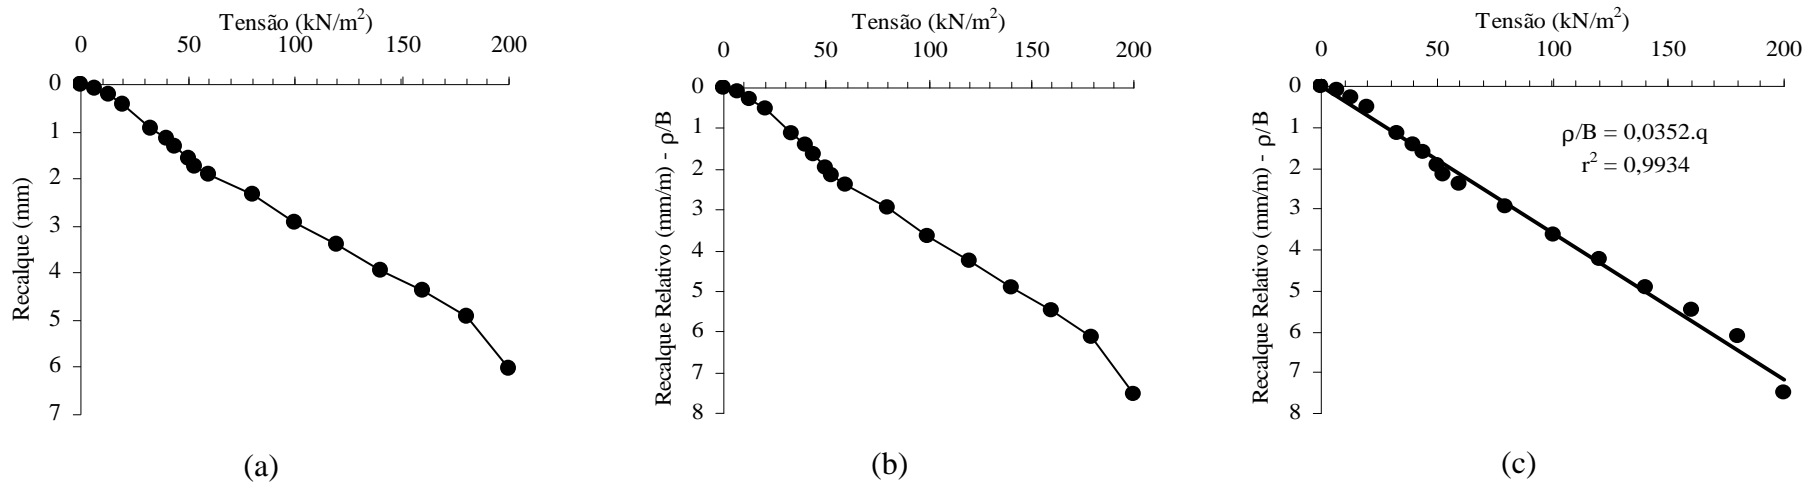 Tensão (kN/m²)
0 50 100 150 200
0
1
2
3
4
5
6
7
Recalque (mm)
(a)
Tensão (kN/m²)
0 50 100 150 200
0
1
2
3
4
5
6
7
8
Recalque Relativo (mm/m) - ρ/B
(b)
Tensão (kN/m²)
0 50 100 150 200
0
1
2
3
4
5
6
7
8
Recalque Relativo (mm/m) - ρ/B
ρ/B = 0,0352.q
r² = 0,9934
(c)